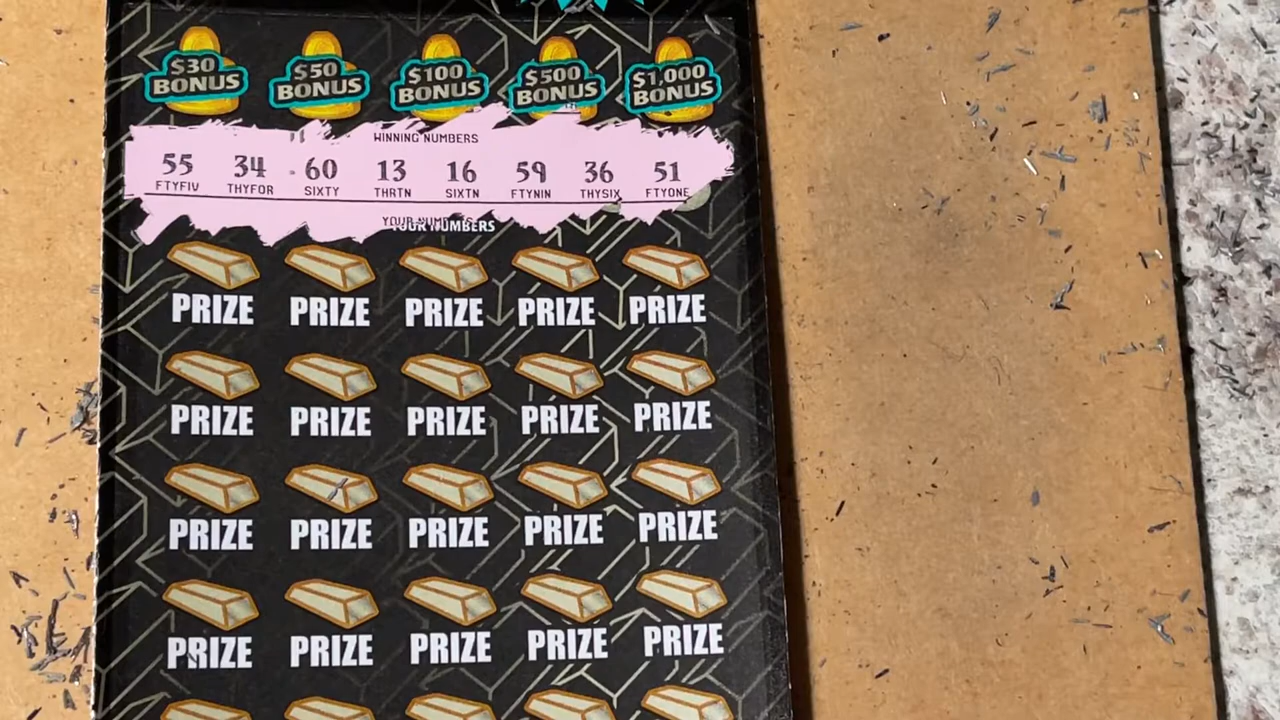 $30 BONUS $50 BONUS $100 BONUS $500 BONUS $1,000 BONUS
WINNING NUMBERS
55 34 60 13 16 59 36 51
FTYFIV THYFOR SIXTY THRTN SIXTN FTYNIN THYSIX FTYONE
YOUR NUMBERS
PRIZE PRIZE PRIZE PRIZE PRIZE
PRIZE PRIZE PRIZE PRIZE PRIZE
PRIZE PRIZE PRIZE PRIZE PRIZE
PRIZE PRIZE PRIZE PRIZE PRIZE